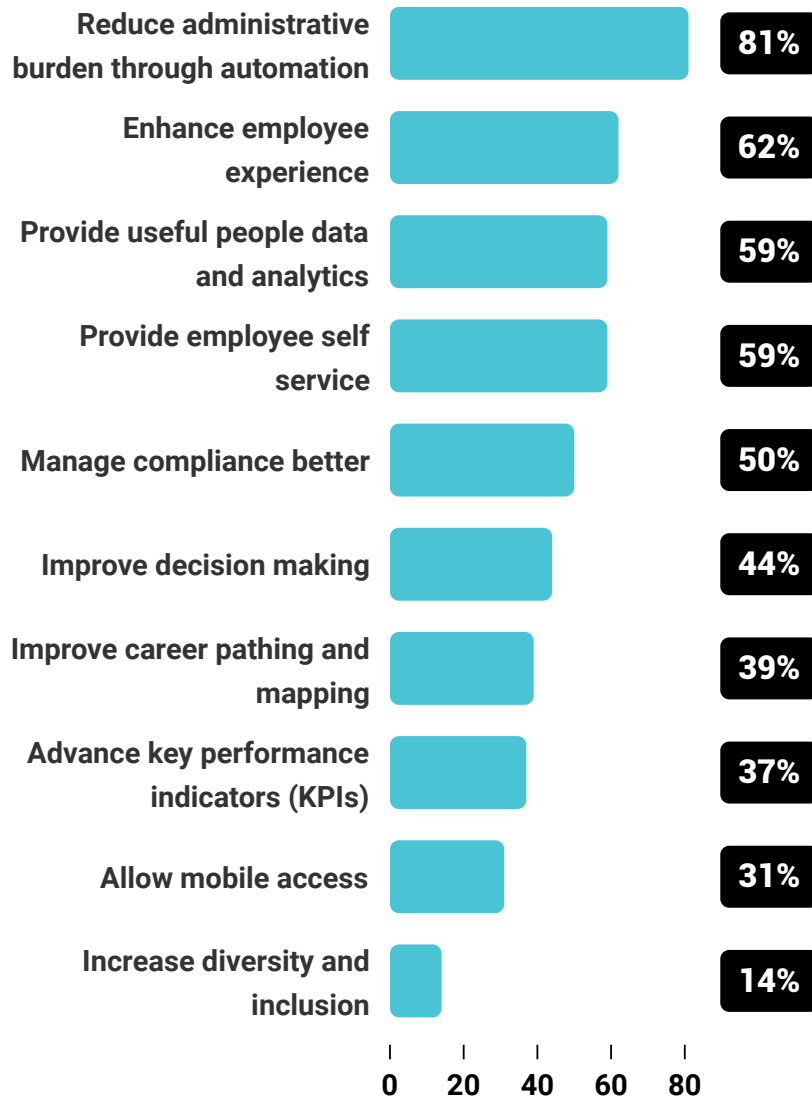 Reduce administrative
burden through automation
81%
Enhance employee
experience
62%
Provide useful people data
and analytics
59%
Provide employee self
service
59%
Manage compliance better
50%
Improve decision making
44%
Improve career pathing and
mapping
39%
Advance key performance
indicators (KPIs)
37%
Allow mobile access
31%
Increase diversity and
inclusion
14%
0 20 40 60 80